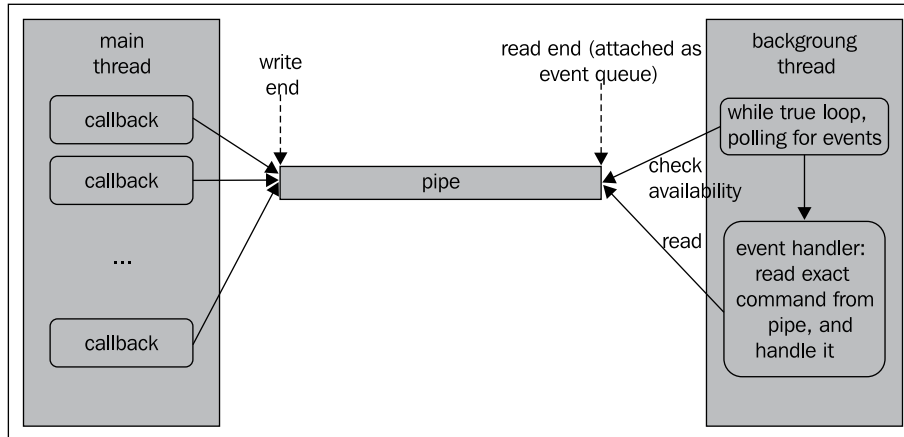 main
thread
callback
callback
...
callback
write
end
pipe
read end (attached as
event queue)
check
availability
read
backgroung
thread
while true loop,
polling for events
event handler:
read exact
command from
pipe, and
handle it